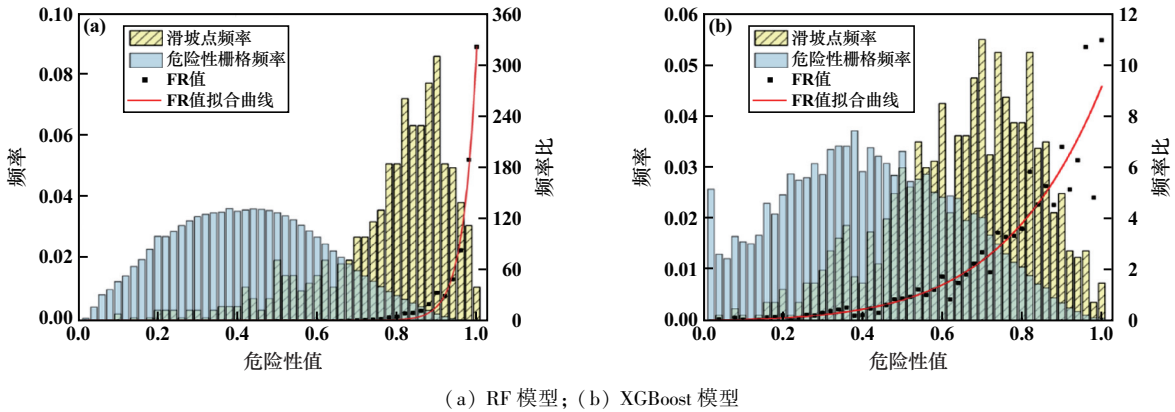 (a)
滑坡点频率
危险性栅格频率
FR值
FR值拟合曲线
频率
0.10
0.08
0.06
0.04
0.02
0.00
360
300
240
180
120
60
0
频率比
0.0 0.2 0.4 0.6 0.8 1.0
危险性值
(b)
滑坡点频率
危险性栅格频率
FR值
FR值拟合曲线
频率
0.06
0.05
0.04
0.03
0.02
0.01
0.00
12
10
8
6
4
2
0
频率比
0.0 0.2 0.4 0.6 0.8 1.0
危险性值
(a) RF 模型; (b) XGBoost 模型